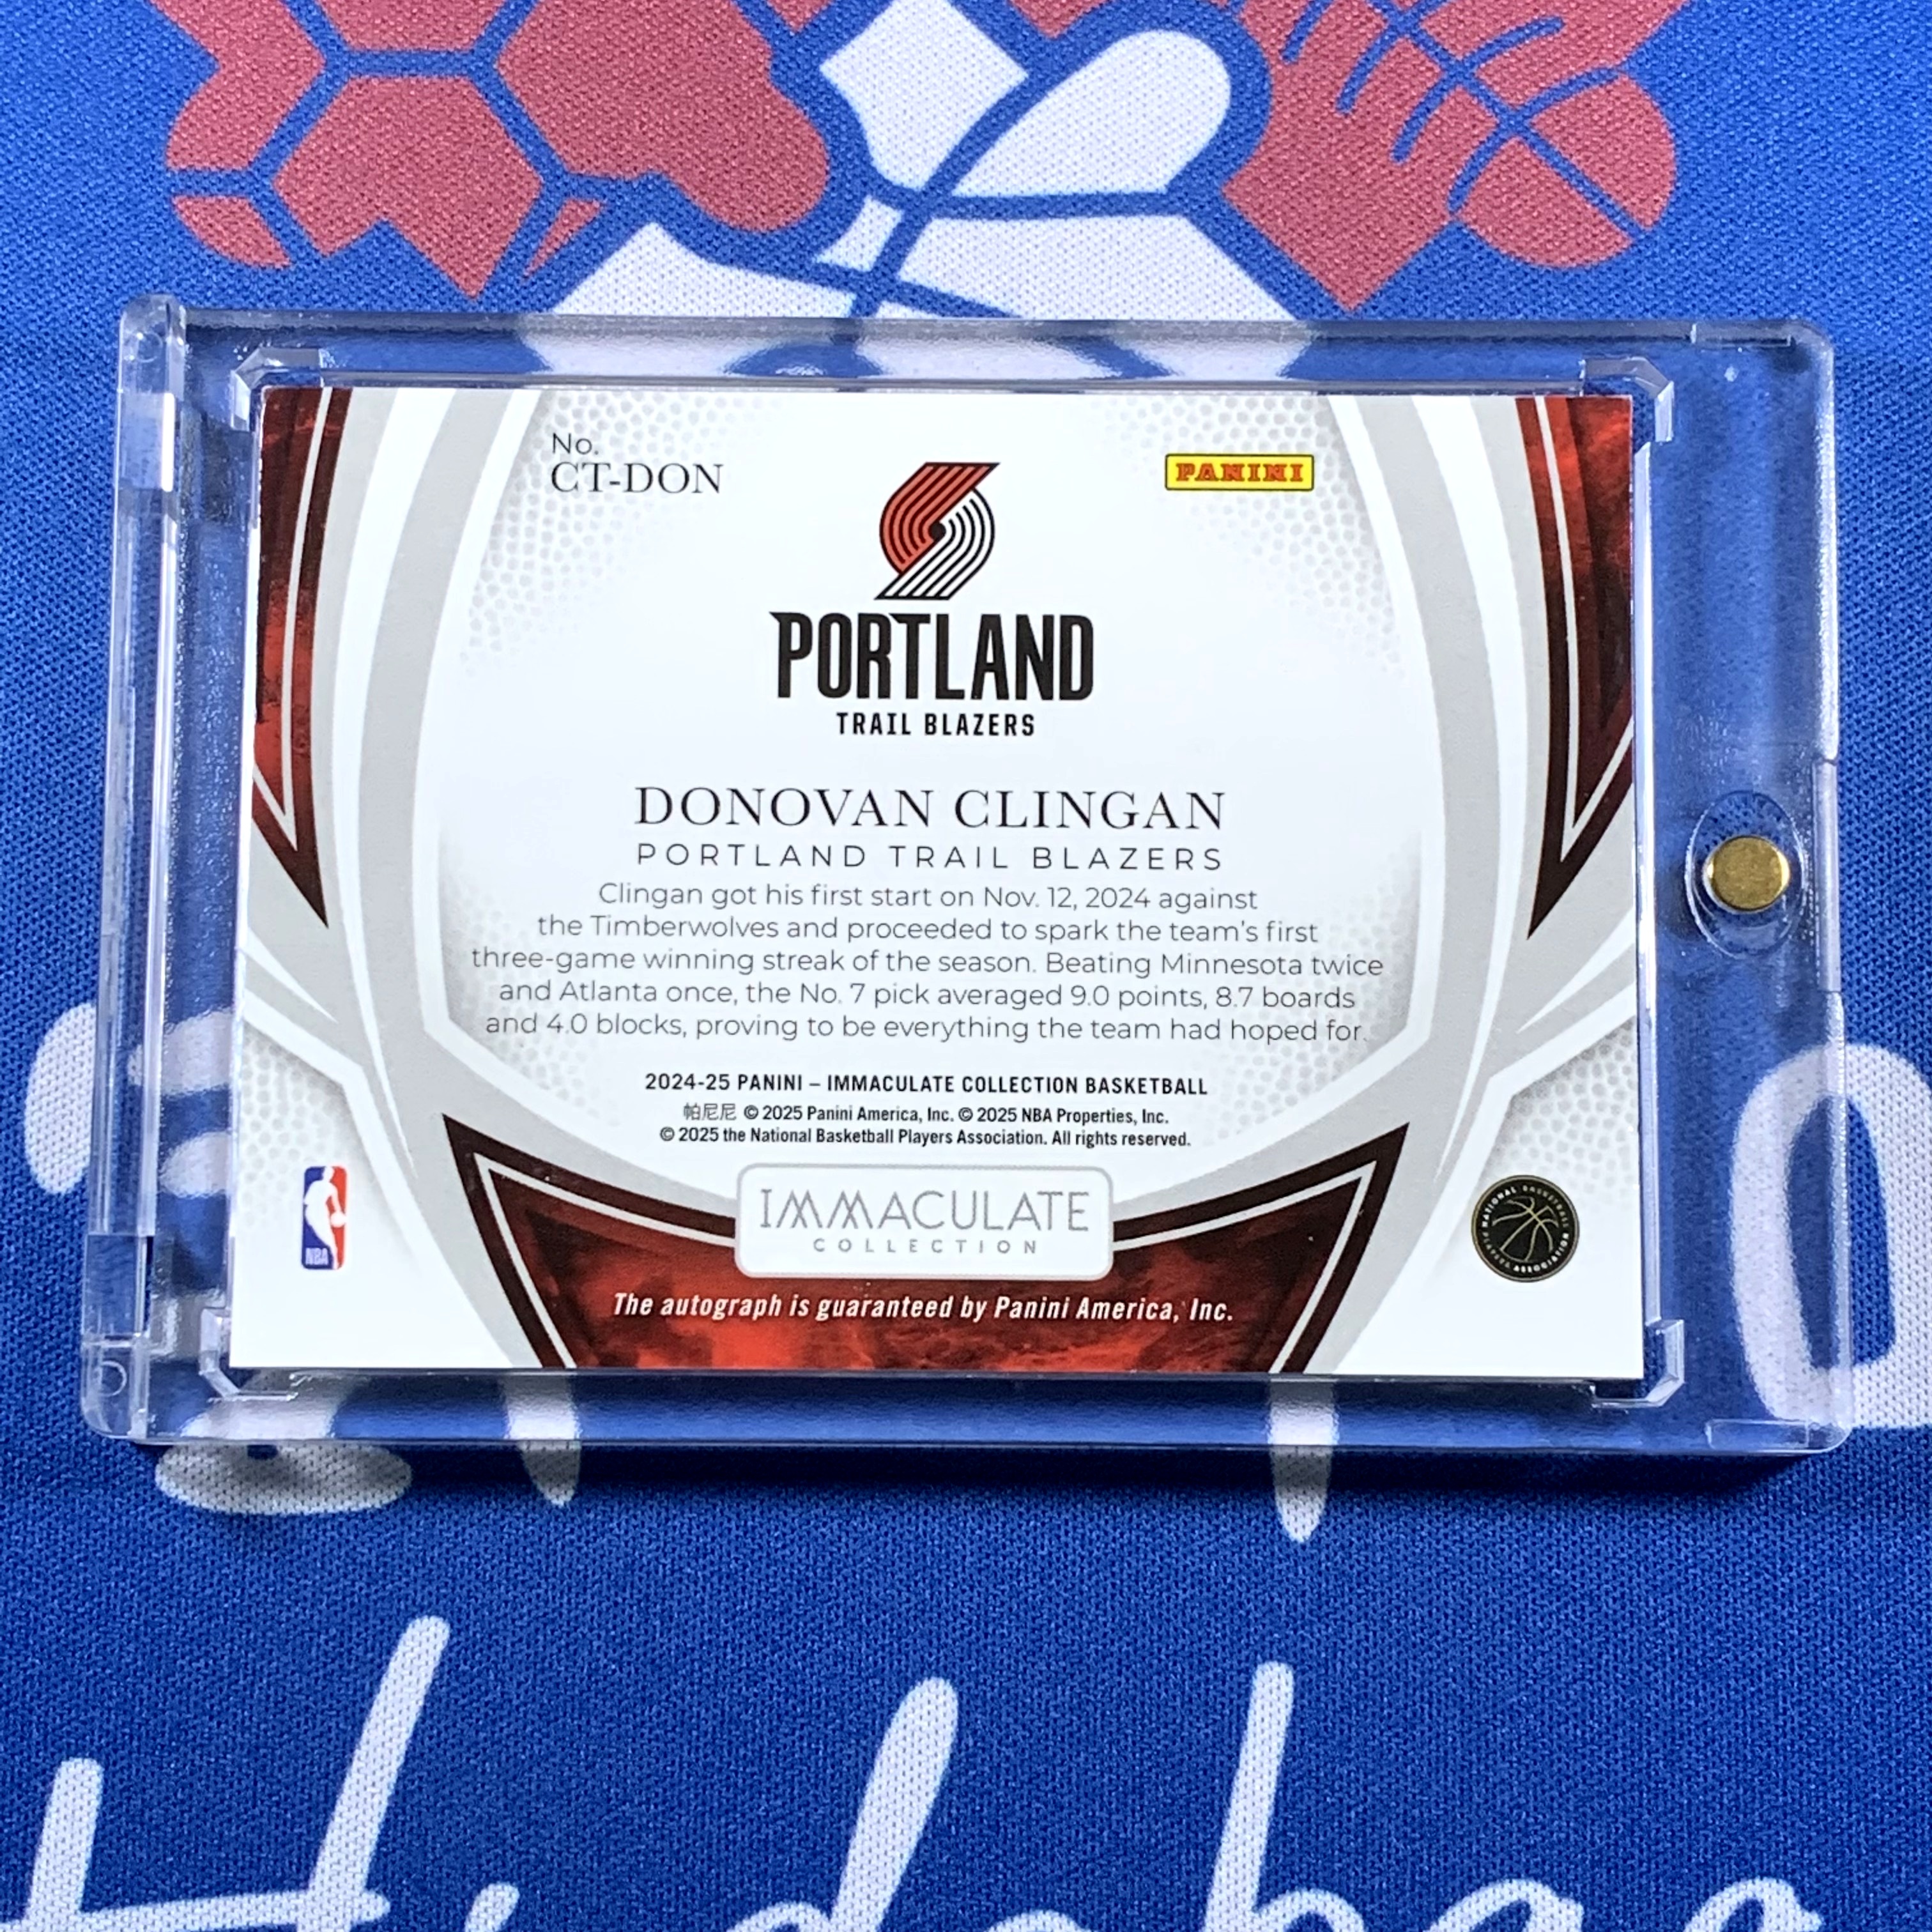 No.
CT-DON
PANINI
PORTLAND
TRAIL BLAZERS
DONOVAN CLINGAN
PORTLAND TRAIL BLAZERS
Clingan got his first start on Nov. 12, 2024 against
the Timberwolves and proceeded to spark the team's first
three-game winning streak of the season. Beating Minnesota twice
and Atlanta once, the No. 7 pick averaged 9.0 points, 8.7 boards
and 4.0 blocks, proving to be everything the team had hoped for.
2024-25 PANINI – IMMACULATE COLLECTION BASKETBALL
帕尼尼 © 2025 Panini America, Inc. © 2025 NBA Properties, Inc.
© 2025 the National Basketball Players Association. All rights reserved.
IMMACULATE
COLLECTION
NBA
NATIONAL BASKETBALL
PLAYERS ASSOCIATION
The autograph is guaranteed by Panini America, Inc.